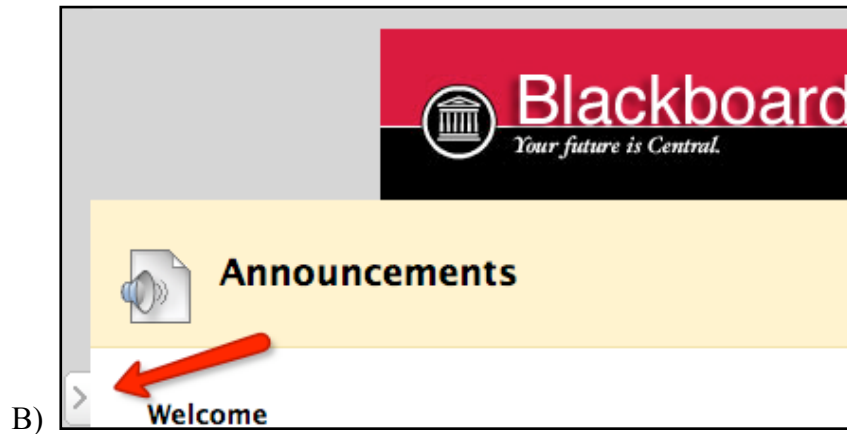 Blackboard
Your future is Central.
Announcements
Welcome
B)